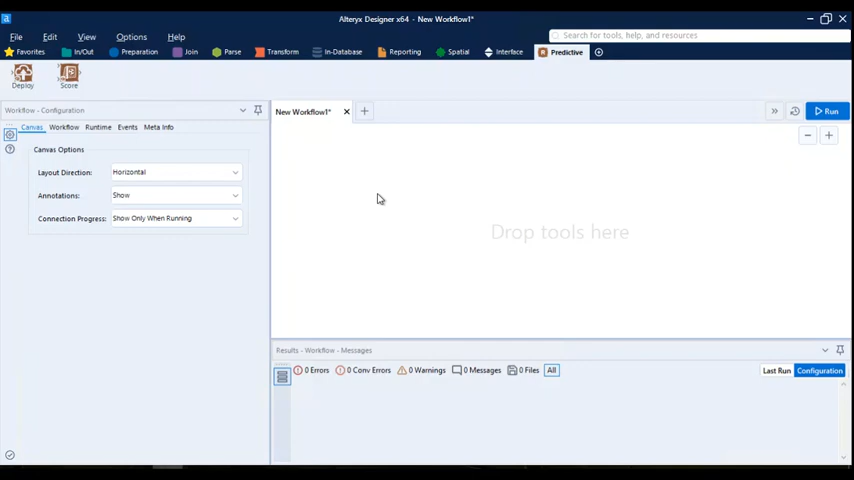 a
Alteryx Designer x64 - New Workflow1*
File Edit View Options Help
Search for tools, help, and resources
Favorites In/Out Preparation Join Parse Transform In-Database Reporting Spatial Interface Predictive
Deploy Score
Workflow - Configuration
New Workflow1*
Run
Canvas Workflow Runtime Events Meta Info
Canvas Options
Layout Direction: Horizontal
Annotations: Show
Connection Progress: Show Only When Running
Drop tools here
Results - Workflow - Messages
0 Errors 0 Conv Errors 0 Warnings 0 Messages 0 Files All
Last Run Configuration